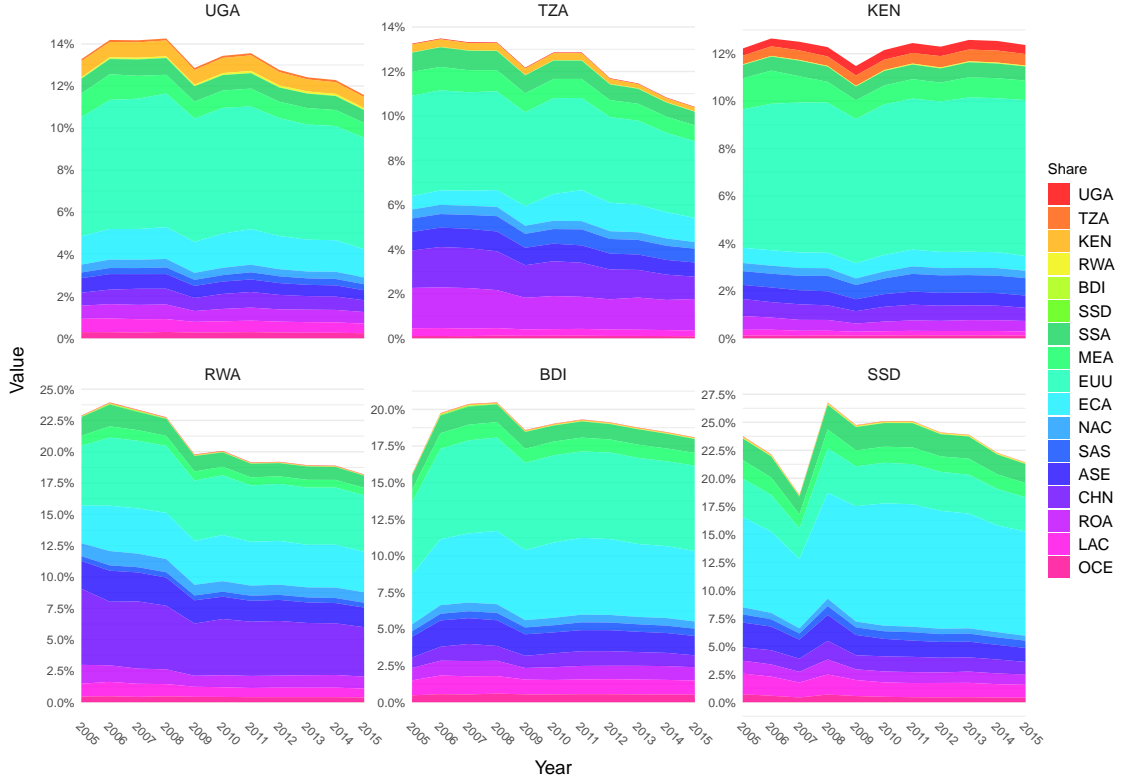 UGA
TZA
KEN
14%
12%
10%
8%
6%
4%
2%
0%
14%
12%
10%
8%
6%
4%
2%
0%
12%
10%
8%
6%
4%
2%
0%
RWA
BDI
SSD
25.0%
22.5%
20.0%
17.5%
15.0%
12.5%
10.0%
7.5%
5.0%
2.5%
0.0%
20.0%
17.5%
15.0%
12.5%
10.0%
7.5%
5.0%
2.5%
0.0%
27.5%
25.0%
22.5%
20.0%
17.5%
15.0%
12.5%
10.0%
7.5%
5.0%
2.5%
0.0%
2005 2006 2007 2008 2009 2010 2011 2012 2013 2014 2015
2005 2006 2007 2008 2009 2010 2011 2012 2013 2014 2015
2005 2006 2007 2008 2009 2010 2011 2012 2013 2014 2015
Value
Year
Share
UGA
TZA
KEN
RWA
BDI
SSD
SSA
MEA
EUU
ECA
NAC
SAS
ASE
CHN
ROA
LAC
OCE